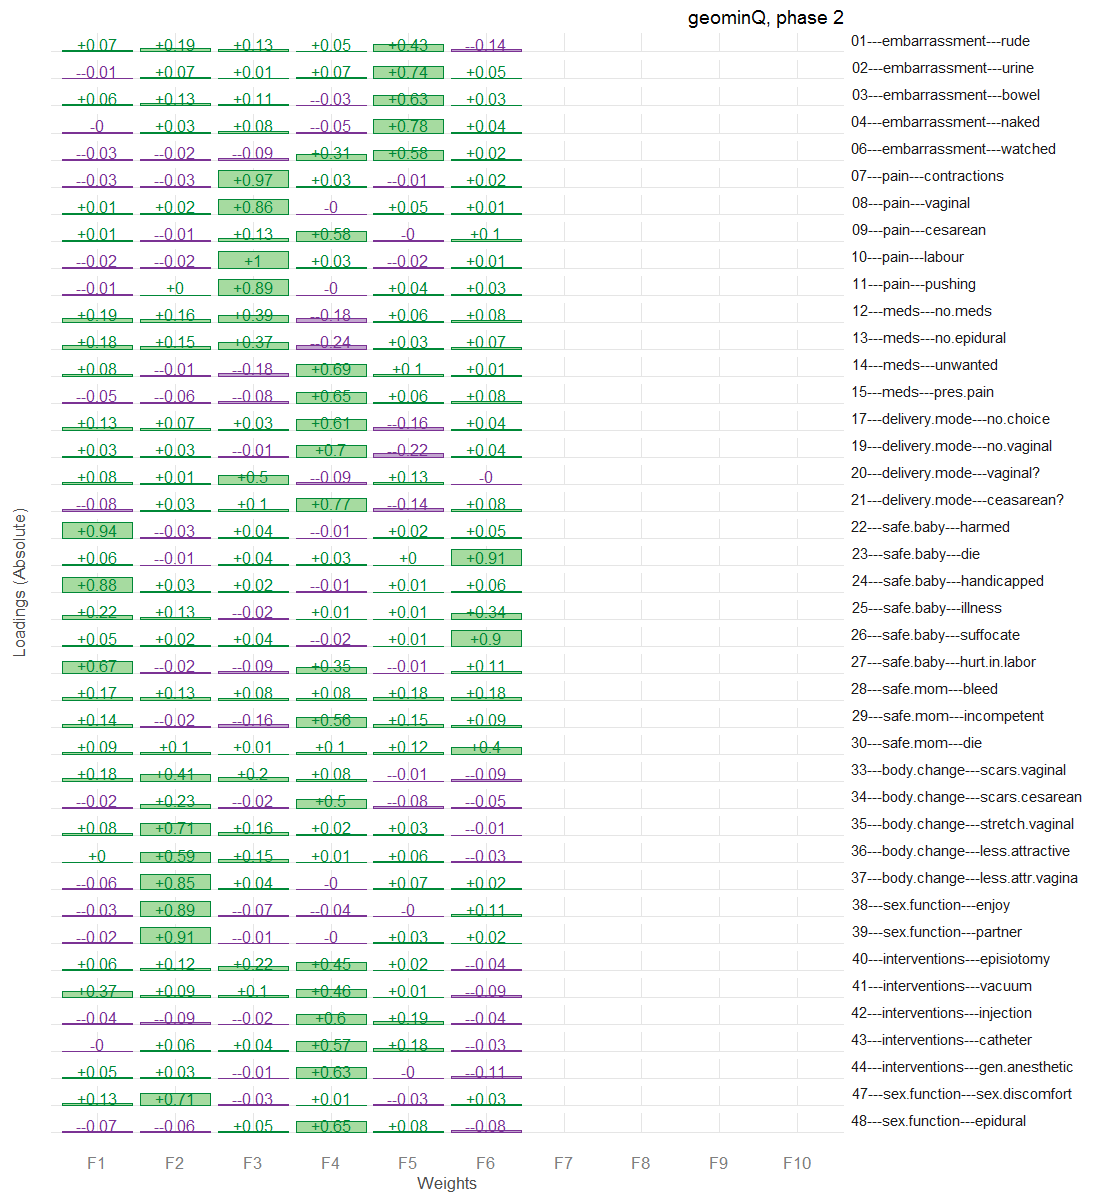 geominQ, phase 2
+0.07 +0.19 +0.13 +0.05 +0.43 --0.14 01---embarrassment---rude
--0.01 +0.07 +0.01 +0.07 +0.74 +0.05 02---embarrassment---urine
+0.06 +0.13 +0.11 --0.03 +0.63 +0.03 03---embarrassment---bowel
-0 +0.03 +0.08 --0.05 +0.78 +0.04 04---embarrassment---naked
--0.03 --0.02 --0.09 +0.31 +0.58 +0.02 06---embarrassment---watched
--0.03 --0.03 +0.97 +0.03 --0.01 +0.02 07---pain---contractions
+0.01 +0.02 +0.86 -0 +0.05 +0.01 08---pain---vaginal
+0.01 --0.01 +0.13 +0.58 -0 +0.1 09---pain---cesarean
--0.02 --0.02 +1 +0.03 --0.02 +0.01 10---pain---labour
--0.01 +0 +0.89 -0 +0.04 +0.03 11---pain---pushing
+0.19 +0.16 +0.39 --0.18 +0.06 +0.08 12---meds---no.meds
+0.18 +0.15 +0.37 --0.24 +0.03 +0.07 13---meds---no.epidural
+0.08 --0.01 --0.18 +0.69 +0.1 +0.01 14---meds---unwanted
--0.05 --0.06 --0.08 +0.65 +0.06 +0.08 15---meds---pres.pain
+0.13 +0.07 +0.03 +0.61 --0.16 +0.04 17---delivery.mode---no.choice
+0.03 +0.03 --0.01 +0.7 --0.22 +0.04 19---delivery.mode---no.vaginal
+0.08 +0.01 +0.5 --0.09 +0.13 -0 20---delivery.mode---vaginal?
--0.08 +0.03 +0.1 +0.77 --0.14 +0.08 21---delivery.mode---ceasarean?
+0.94 --0.03 +0.04 --0.01 +0.02 +0.05 22---safe.baby---harmed
+0.06 --0.01 +0.04 +0.03 +0 +0.91 23---safe.baby---die
+0.88 +0.03 +0.02 --0.01 +0.01 +0.06 24---safe.baby---handicapped
+0.22 +0.13 --0.02 +0.01 +0.01 +0.34 25---safe.baby---illness
+0.05 +0.02 +0.04 --0.02 +0.01 +0.9 26---safe.baby---suffocate
+0.67 --0.02 --0.09 +0.35 --0.01 +0.11 27---safe.baby---hurt.in.labor
+0.17 +0.13 +0.08 +0.08 +0.18 +0.18 28---safe.mom---bleed
+0.14 --0.02 --0.16 +0.56 +0.15 +0.09 29---safe.mom---incompetent
+0.09 +0.1 +0.01 +0.1 +0.12 +0.4 30---safe.mom---die
+0.18 +0.41 +0.2 +0.08 --0.01 --0.09 33---body.change---scars.vaginal
--0.02 +0.23 --0.02 +0.5 --0.08 --0.05 34---body.change---scars.cesarean
+0.08 +0.71 +0.16 +0.02 +0.03 --0.01 35---body.change---stretch.vaginal
+0 +0.59 +0.15 +0.01 +0.06 --0.03 36---body.change---less.attractive
--0.06 +0.85 +0.04 -0 +0.07 +0.02 37---body.change---less.attr.vagina
--0.03 +0.89 --0.07 --0.04 -0 +0.11 38---sex.function---enjoy
--0.02 +0.91 --0.01 -0 +0.03 +0.02 39---sex.function---partner
+0.06 +0.12 +0.22 +0.45 +0.02 --0.04 40---interventions---episiotomy
+0.37 +0.09 +0.1 +0.46 +0.01 --0.09 41---interventions---vacuum
--0.04 --0.09 --0.02 +0.6 +0.19 --0.04 42---interventions---injection
-0 +0.06 +0.04 +0.57 +0.18 --0.03 43---interventions---catheter
+0.05 +0.03 --0.01 +0.63 -0 --0.11 44---interventions---gen.anesthetic
+0.13 +0.71 --0.03 +0.01 --0.03 +0.03 47---sex.function---sex.discomfort
--0.07 --0.06 +0.05 +0.65 +0.08 --0.08 48---sex.function---epidural
F1 F2 F3 F4 F5 F6 F7 F8 F9 F10
Weights
Loadings (Absolute)